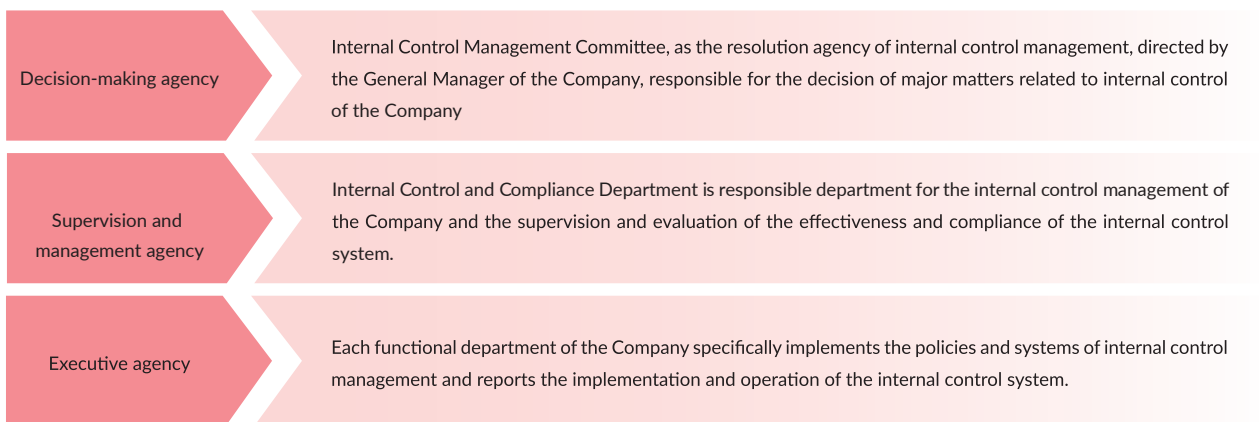 Decision-making agency
Internal Control Management Committee, as the resolution agency of internal control management, directed by
the General Manager of the Company, responsible for the decision of major matters related to internal control
of the Company
Supervision and
management agency
Internal Control and Compliance Department is responsible department for the internal control management of
the Company and the supervision and evaluation of the effectiveness and compliance of the internal control
system.
Executive agency
Each functional department of the Company specifically implements the policies and systems of internal control
management and reports the implementation and operation of the internal control system.